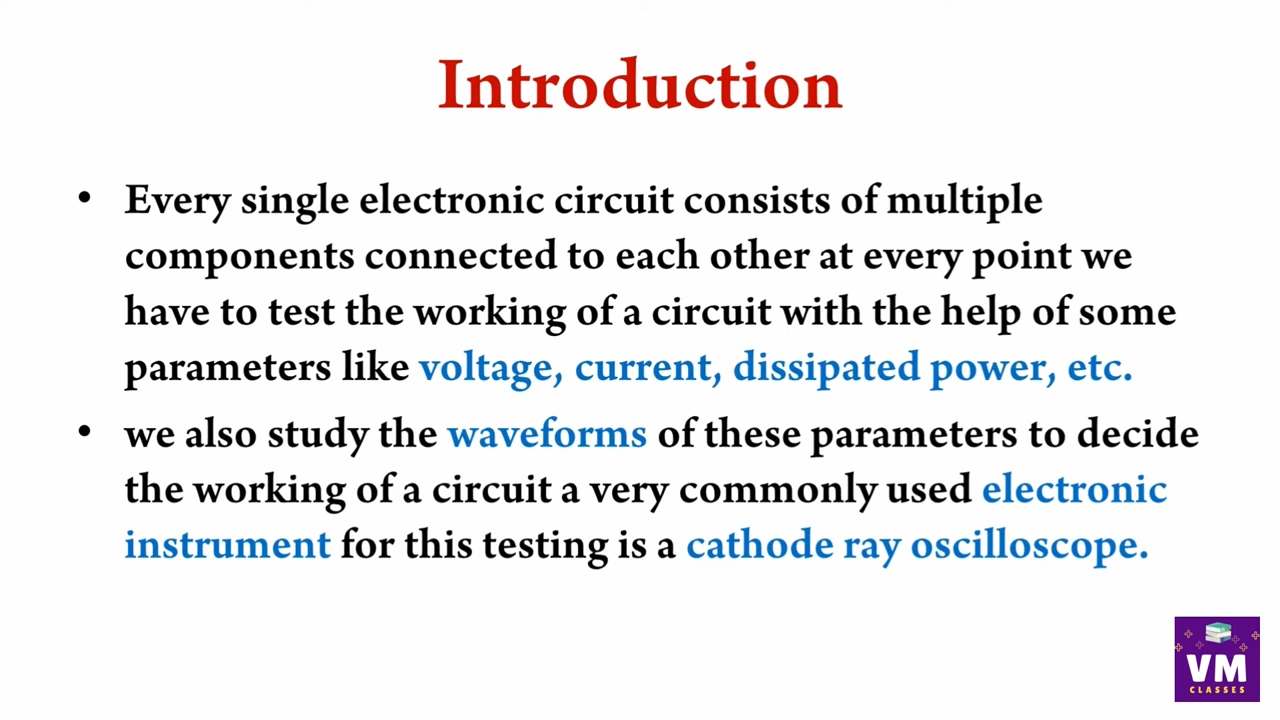 Introduction
• Every single electronic circuit consists of multiple
components connected to each other at every point we
have to test the working of a circuit with the help of some
parameters like voltage, current, dissipated power, etc.
• we also study the waveforms of these parameters to decide
the working of a circuit a very commonly used electronic
instrument for this testing is a cathode ray oscilloscope.
VM
CLASSES